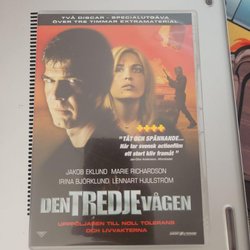 TVÅ DISCAR - SPECIALUTGÅVA
ÖVER TRE TIMMAR EXTRAMATERIAL
"TÄT OCH SPÄNNANDE...
HÄR tar svensk actionfilm
ett stort kliv framåt"
JAKOB EKLUND MARIE RICHARDSON
IRINA BJÖRKLUND LENNART HJULSTRÖM
DEN TREDJE VÅGEN
UPPFÖLJAREN TILL NOLL TOLERANS
OCH LIVVAKTERNA